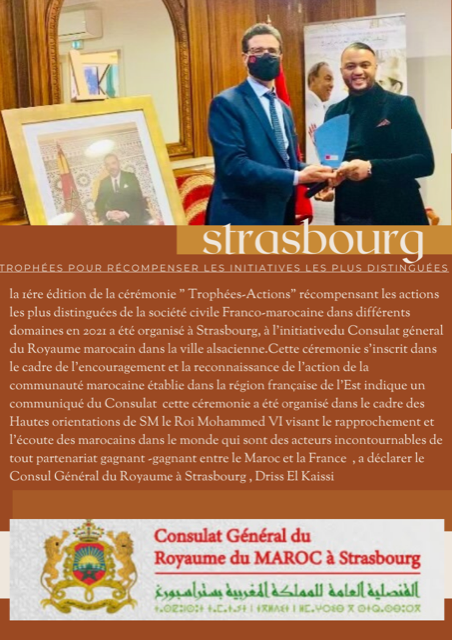 strasbourg
TROPHÉES POUR RÉCOMPENSER LES INITIATIVES LES PLUS DISTINGUÉES
la 1ére édition de la cérémonie " Trophées-Actions" récompensant les actions
les plus distinguées de la société civile Franco-marocaine dans différents
domaines en 2021 a été organisé à Strasbourg, à l'initiativedu Consulat géneral
du Royaume marocain dans la ville alsacienne.Cette céremonie s'inscrit dans
le cadre de l'encouragement et la reconnaissance de l'action de la
communauté marocaine établie dans la région française de l'Est indique un
communiqué du Consulat cette céremonie a été organisé dans le cadre des
Hautes orientations de SM le Roi Mohammed VI visant le rapprochement et
l'écoute des marocains dans le monde qui sont des acteurs incontournables de
tout partenariat gagnant -gagnant entre le Maroc et la France , a déclarer le
Consul Général du Royaume à Strasbourg , Driss El Kaissi
Consulat Général du
Royaume du MAROC à Strasbourg
القنصلية العامة للمملكة المغربية بستراسبورغ